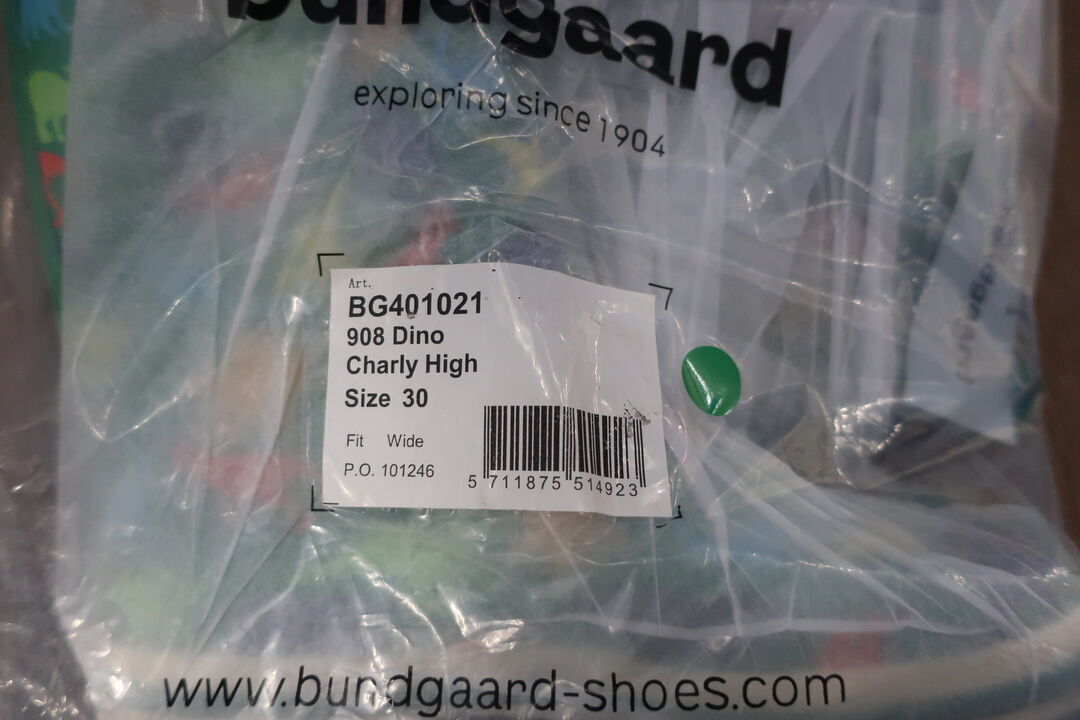 bundgaard
exploring since 1904
Art.
BG401021
908 Dino
Charly High
Size 30
Fit Wide
P.O. 101246
5 711875 514923
www.bundgaard-shoes.com